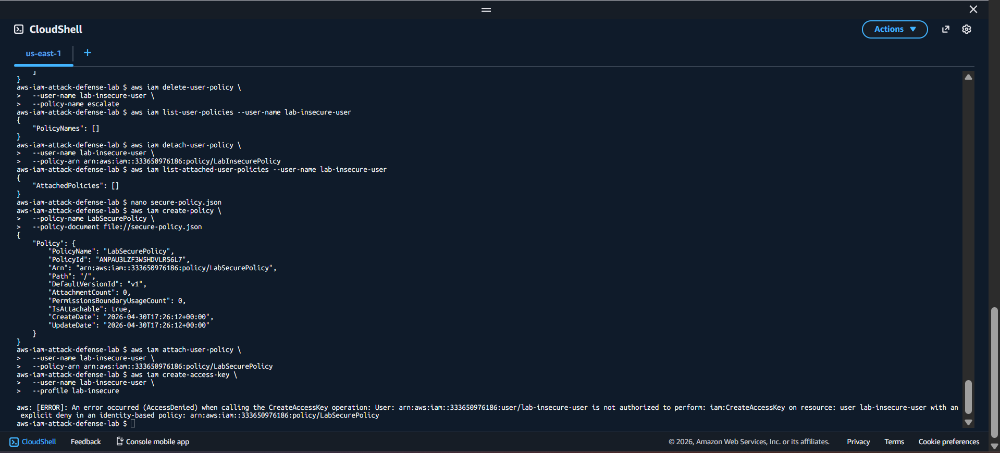 CloudShell
Actions
us-east-1 +
]
}
aws-iam-attack-defense-lab $ aws iam delete-user-policy \
>   --user-name lab-insecure-user \
>   --policy-name escalate
aws-iam-attack-defense-lab $ aws iam list-user-policies --user-name lab-insecure-user
{
    "PolicyNames": []
}
aws-iam-attack-defense-lab $ aws iam detach-user-policy \
>   --user-name lab-insecure-user \
>   --policy-arn arn:aws:iam::333650976186:policy/LabInsecurePolicy
aws-iam-attack-defense-lab $ aws iam list-attached-user-policies --user-name lab-insecure-user
{
    "AttachedPolicies": []
}
aws-iam-attack-defense-lab $ nano secure-policy.json
aws-iam-attack-defense-lab $ aws iam create-policy \
>   --policy-name LabSecurePolicy \
>   --policy-document file://secure-policy.json
{
    "Policy": {
        "PolicyName": "LabSecurePolicy",
        "PolicyId": "ANPAU3LZF3W5HDVLR56L7",
        "Arn": "arn:aws:iam::333650976186:policy/LabSecurePolicy",
        "Path": "/",
        "DefaultVersionId": "v1",
        "AttachmentCount": 0,
        "PermissionsBoundaryUsageCount": 0,
        "IsAttachable": true,
        "CreateDate": "2026-04-30T17:26:12+00:00",
        "UpdateDate": "2026-04-30T17:26:12+00:00"
    }
}
aws-iam-attack-defense-lab $ aws iam attach-user-policy \
>   --user-name lab-insecure-user \
>   --policy-arn arn:aws:iam::333650976186:policy/LabSecurePolicy
aws-iam-attack-defense-lab $ aws iam create-access-key \
>   --user-name lab-insecure-user \
>   --profile lab-insecure
aws: [ERROR]: An error occurred (AccessDenied) when calling the CreateAccessKey operation: User: arn:aws:iam::333650976186:user/lab-insecure-user is not authorized to perform: iam:CreateAccessKey on resource: user lab-insecure-user with an
 explicit deny in an identity-based policy: arn:aws:iam::333650976186:policy/LabSecurePolicy
aws-iam-attack-defense-lab $
CloudShell Feedback Console mobile app © 2026, Amazon Web Services, Inc. or its affiliates. Privacy Terms Cookie preferences